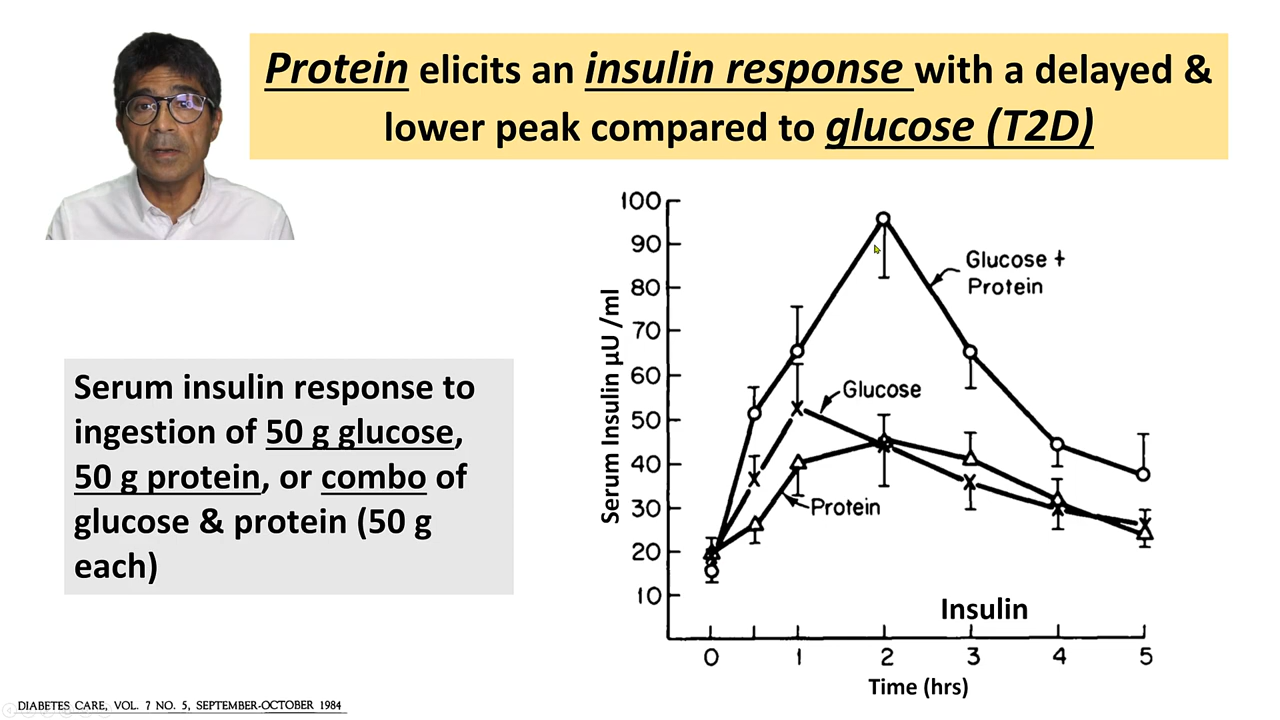 Protein elicits an insulin response with a delayed &
lower peak compared to glucose (T2D)
Serum insulin response to
ingestion of 50 g glucose,
50 g protein, or combo of
glucose & protein (50 g
each)
Serum Insulin µU /ml
100
90
80
70
60
50
40
30
20
10
Glucose +
Protein
Glucose
Protein
Insulin
0 1 2 3 4 5
Time (hrs)
DIABETES CARE, VOL. 7 NO. 5, SEPTEMBER-OCTOBER 1984